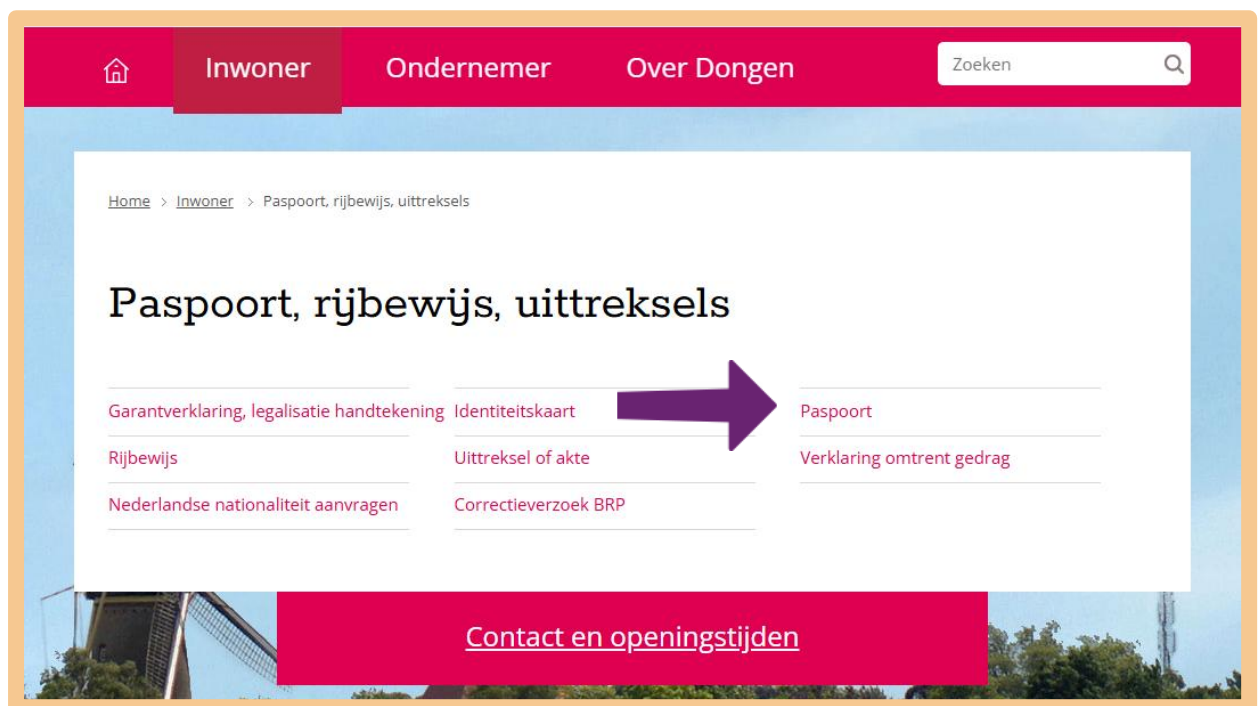 Inwoner Ondernemer Over Dongen Zoeken
Home > Inwoner > Paspoort, rijbewijs, uittreksels
Paspoort, rijbewijs, uittreksels
Garantverklaring, legalisatie handtekening Identiteitskaart Paspoort
Rijbewijs Uittreksel of akte Verklaring omtrent gedrag
Nederlandse nationaliteit aanvragen Correctieverzoek BRP
Contact en openingstijden